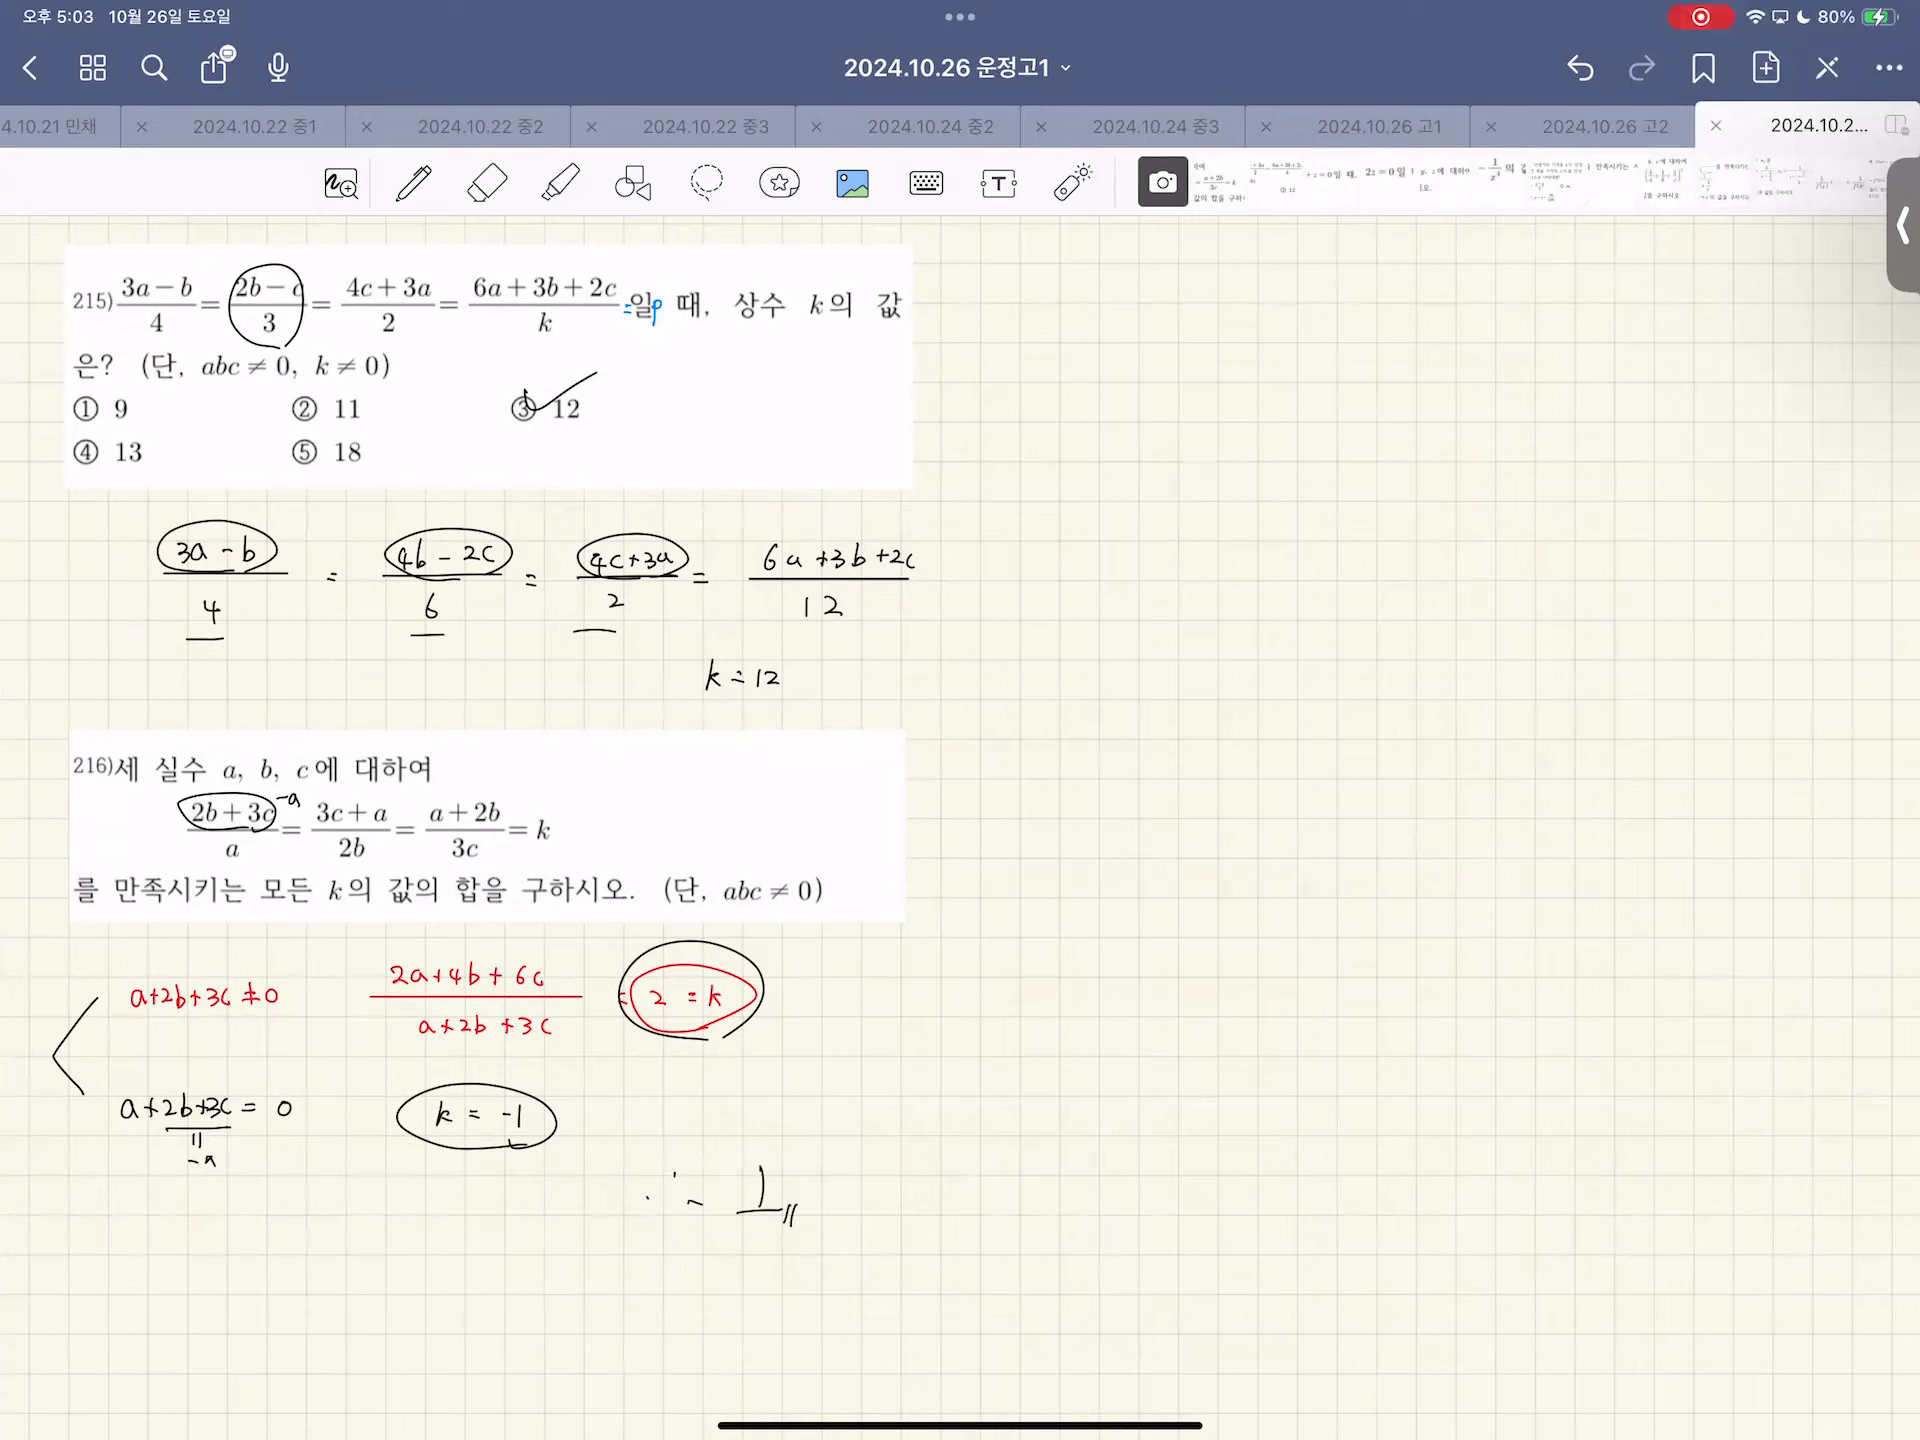 오후 5:03 10월 26일 토요일
80%
2024.10.26 운정고1
4.10.21 민채
2024.10.22 중1
2024.10.22 중2
2024.10.22 중3
2024.10.24 중2
2024.10.24 중3
2024.10.26 고1
2024.10.26 고2
2024.10.2...
215) (3a-b)/4 = (2b-c)/3 = (4c+3a)/2 = (6a+3b+2c)/k =p 일 때, 상수 k의 값
은? (단, abc≠0, k≠0)
① 9 ② 11 ③ 12
④ 13 ⑤ 18
(3a-b)/4 = (4b-2c)/6 = (4c+3a)/2 = (6a+3b+2c)/12
k=12
216)세 실수 a, b, c에 대하여
(2b+3c)/a = (3c+a)/2b = (a+2b)/3c = k
-a
를 만족시키는 모든 k의 값의 합을 구하시오. (단, abc≠0)
a+2b+3c≠0 (2a+4b+6c)/(a+2b+3c) = 2 = k
a+2b+3c = 0 k = -1
=
-a
∴ 1